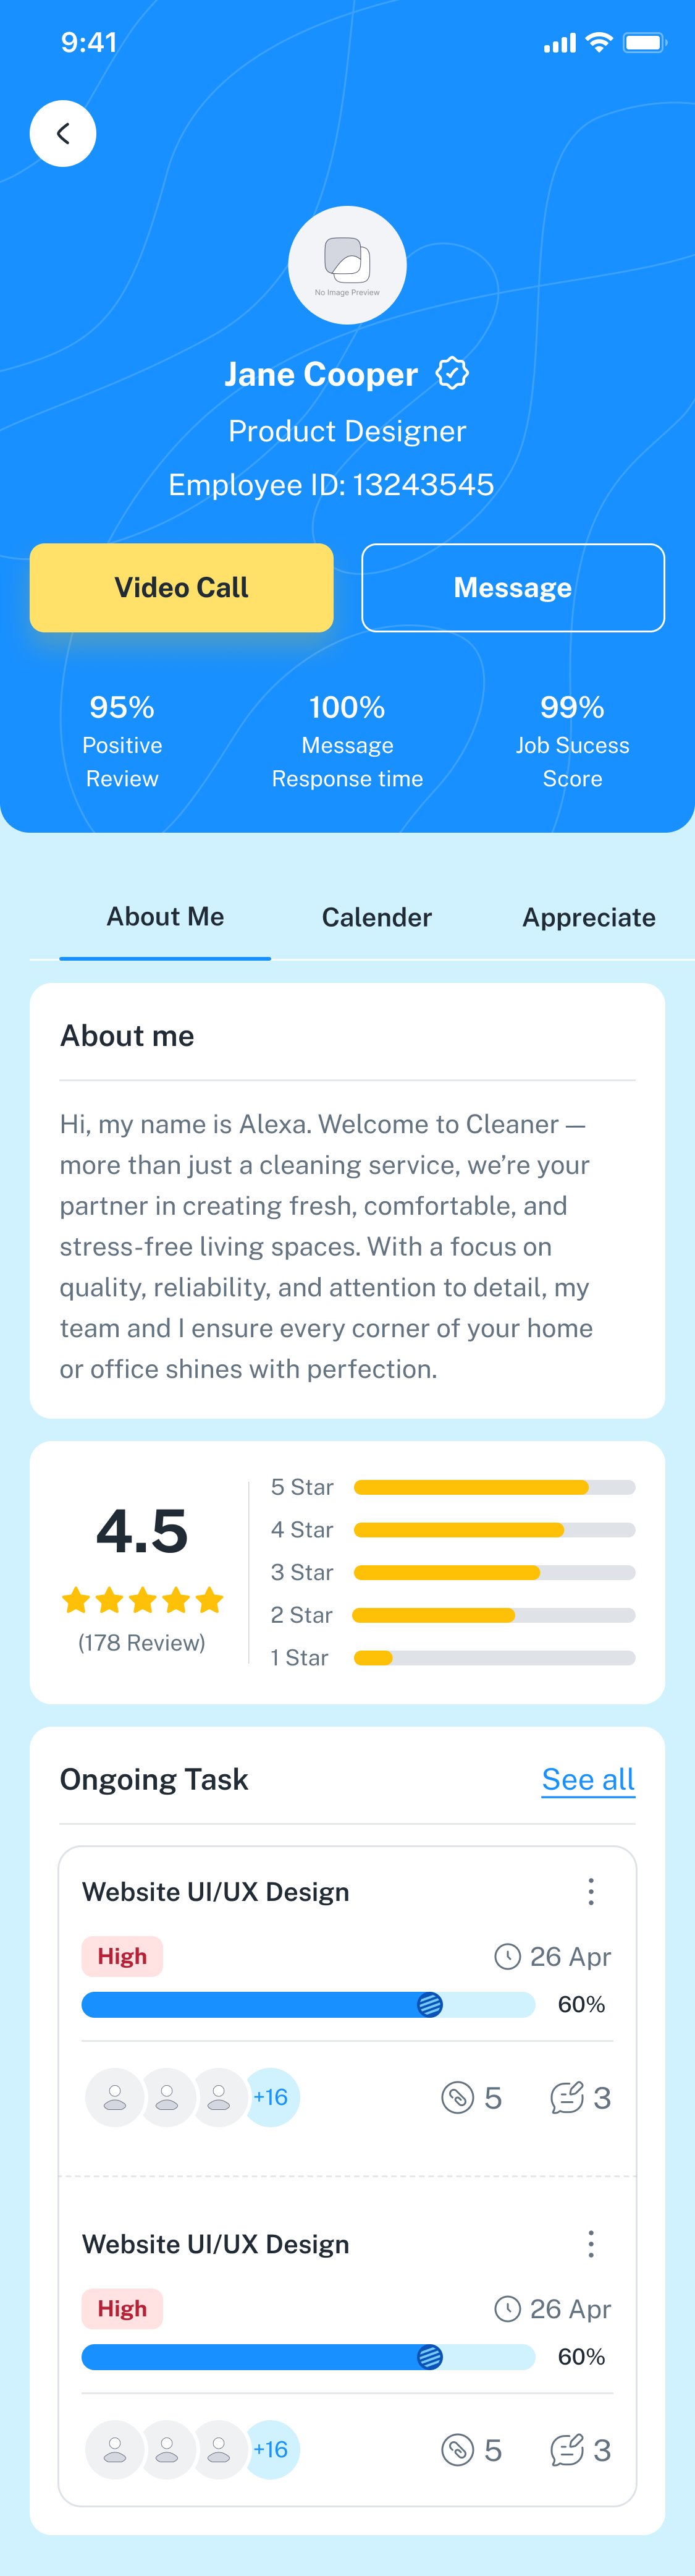 9:41
No Image Preview
Jane Cooper
Product Designer
Employee ID: 13243545
Video Call
Message
95%
Positive
Review
100%
Message
Response time
99%
Job Sucess
Score
About Me
Calender
Appreciate
About me
Hi, my name is Alexa. Welcome to Cleaner —
more than just a cleaning service, we’re your
partner in creating fresh, comfortable, and
stress-free living spaces. With a focus on
quality, reliability, and attention to detail, my
team and I ensure every corner of your home
or office shines with perfection.
4.5
(178 Review)
5 Star
4 Star
3 Star
2 Star
1 Star
Ongoing Task
See all
Website UI/UX Design
High
26 Apr
60%
+16
5
3
Website UI/UX Design
High
26 Apr
60%
+16
5
3